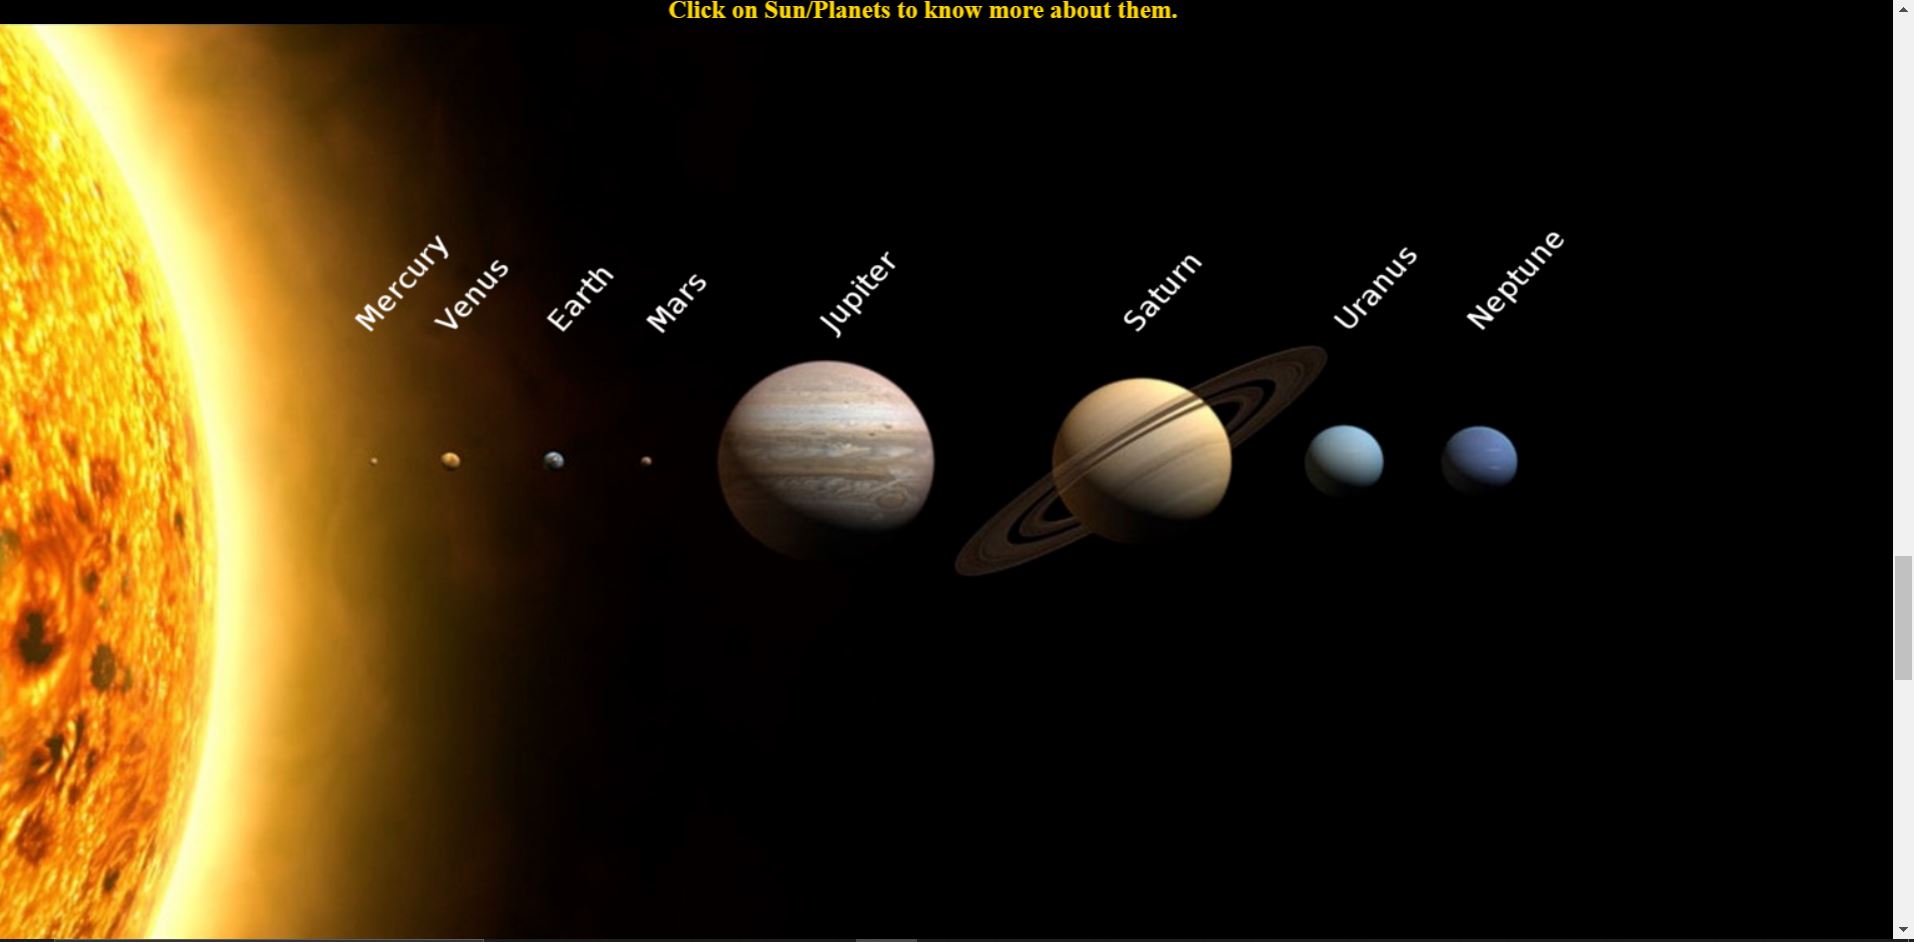 Click on Sun/Planets to know more about them.
Mercury
Venus
Earth
Mars
Jupiter
Saturn
Uranus
Neptune